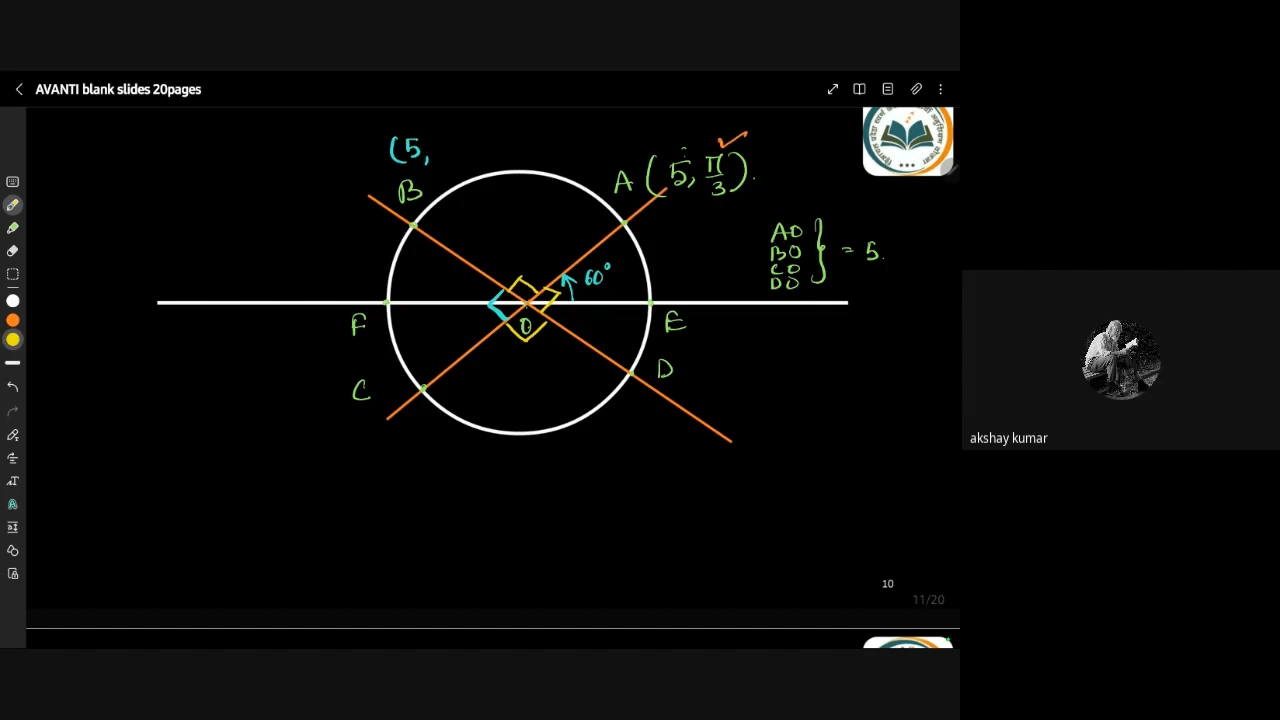 AVANTI blank slides 20pages
(5,
B
A (5, π/3).
AO
BO
CO
DO
} = 5.
60°
F
O
E
C
D
akshay kumar
10
11/20